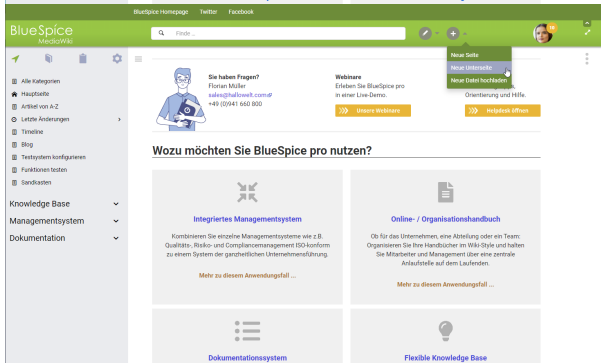 BlueSpice Homepage Twitter Facebook
BlueSpice
MediaWiki
Finde...
16
Neue Seite
Neue Unterseite
Neue Datei hochladen
Alle Kategorien
Hauptseite
Artikel von A-Z
Letzte Änderungen
Timeline
Blog
Testsystem konfigurieren
Funktionen testen
Sandkasten
Knowledge Base
Managementsystem
Dokumentation
Sie haben Fragen?
Florian Müller
sales@hallowelt.com
+49 (0)941 660 800
Webinare
Erleben Sie BlueSpice pro
in einer Live-Demo.
Unsere Webinare
Orientierung und Hilfe.
Helpdesk öffnen
Wozu möchten Sie BlueSpice pro nutzen?
Integriertes Managementsystem
Kombinieren Sie einzelne Managementsysteme wie z.B.
Qualitäts-,Risiko- und Compliancemanagement ISO-konform
zu einem System der ganzheitlichen Unternehmensführung.
Mehr zu diesem Anwendungsfall ...
Online- / Organisationshandbuch
Ob für das Unternehmen, eine Abteilung oder ein Team:
Organisieren Sie Ihre Handbücher im Wiki-Style und halten
Sie Mitarbeiter und Management über eine zentrale
Anlaufstelle auf dem Laufenden.
Mehr zu diesem Anwendungsfall ...
Dokumentationssystem
Flexible Knowledge Base